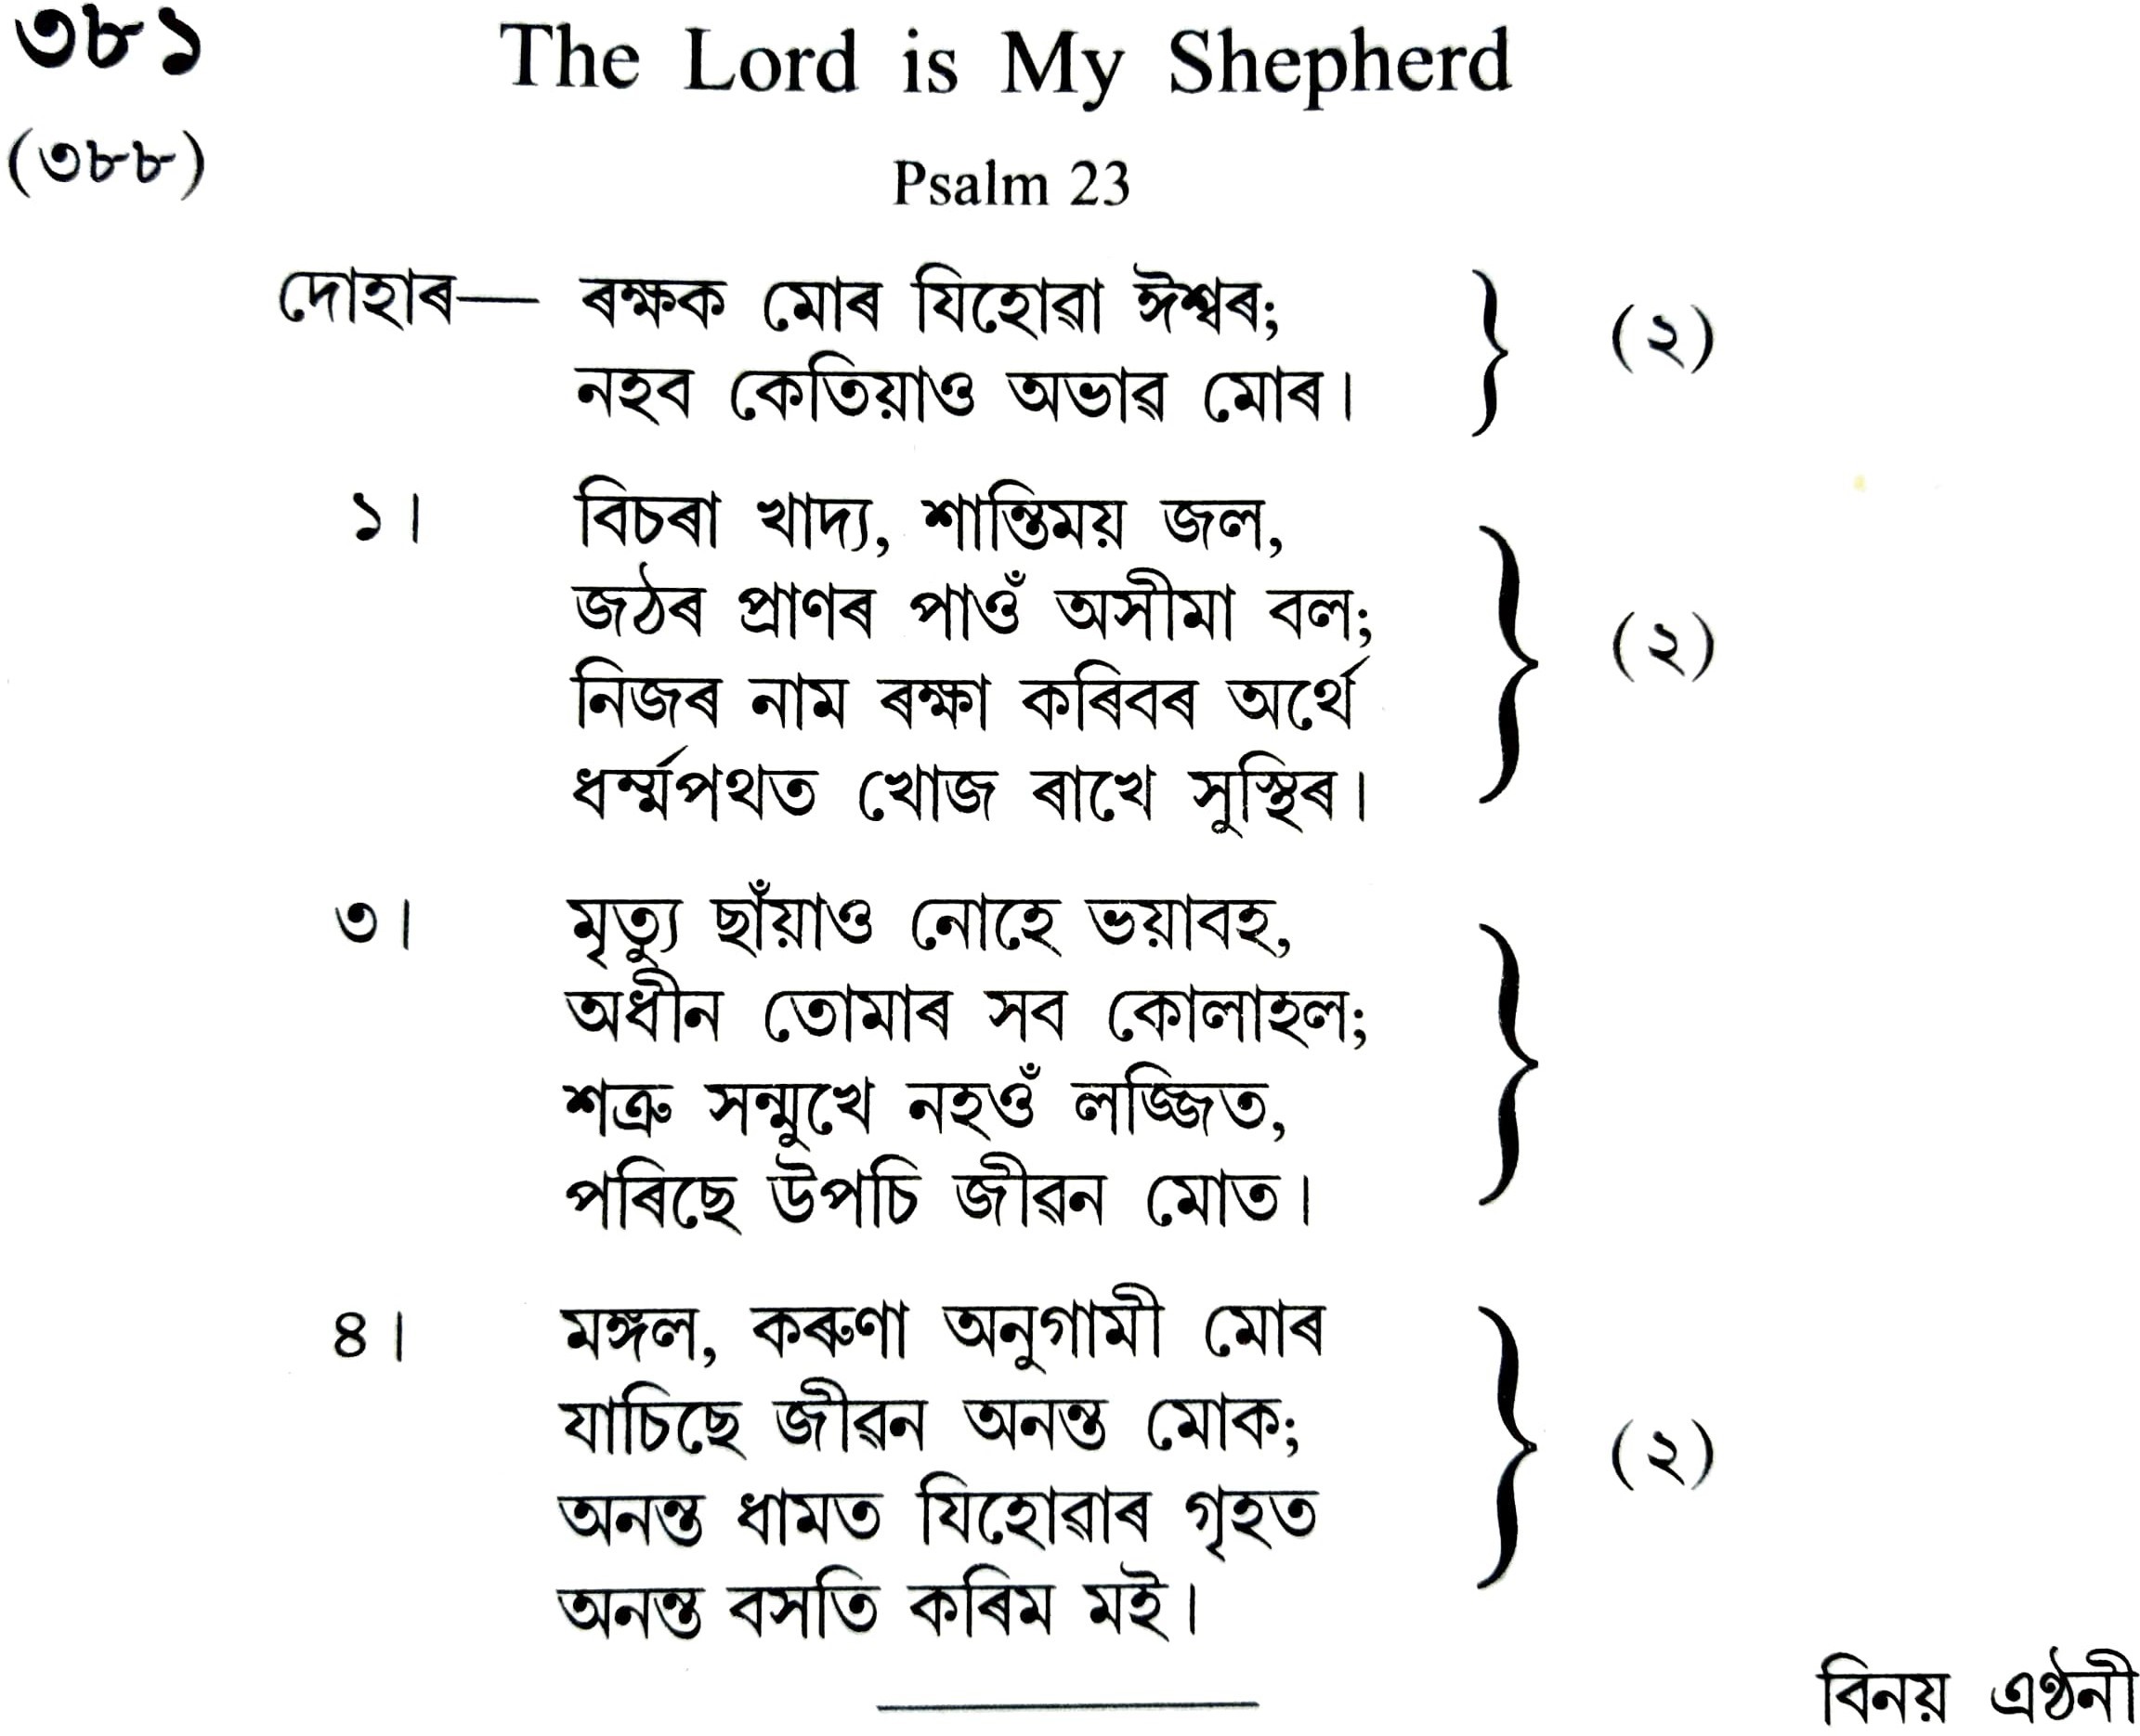 ৩৮১ The Lord is My Shepherd
(৩৮৮) Psalm 23
দোহাৰ— ৰক্ষক মোৰ যিহোৱা ঈশ্বৰ;
নহব কেতিয়াও অভাৱ মোৰ। (২)
১। বিচৰা খাদ্য, শান্তিময় জল,
জঠৰ প্ৰাণৰ পাওঁ অসীমা বল;
নিজৰ নাম ৰক্ষা কৰিবৰ অৰ্থে (২)
ধৰ্ম্মপথত খোজ ৰাখে সুস্থিৰ।
৩। মৃত্যু ছাঁয়াও নোহে ভয়াবহ,
অধীন তোমাৰ সব কোলাহল;
শত্ৰু সন্মুখে নহওঁ লজ্জিত,
পৰিছে উপচি জীৱন মোত।
৪। মঙ্গল, কৰুণা অনুগামী মোৰ
যাচিছে জীৱন অনন্ত মোক;
অনন্ত ধামত যিহোৱাৰ গৃহত (২)
অনন্ত বসতি কৰিম মই।
বিনয় এণ্ঠনী